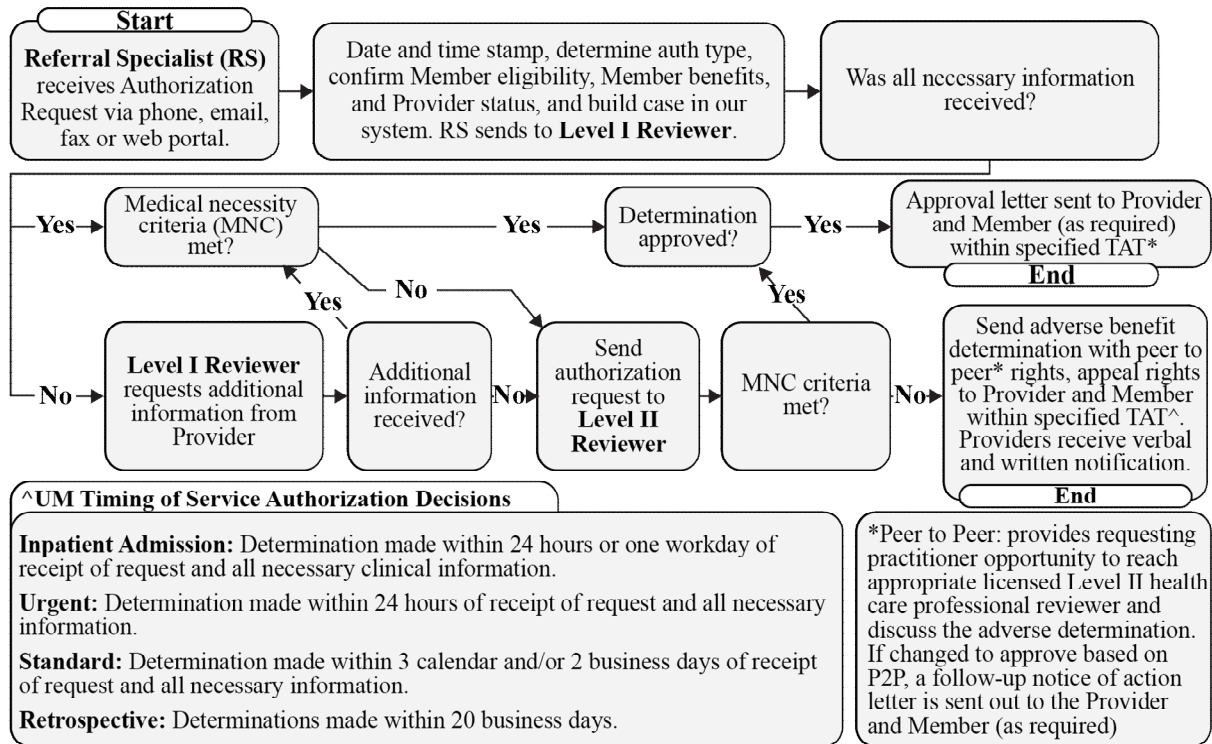 Start
Referral Specialist (RS)
receives Authorization
Request via phone, email,
fax or web portal.
Date and time stamp, determine auth type,
confirm Member eligibility, Member benefits,
and Provider status, and build case in our
system. RS sends to Level I Reviewer.
Was all necessary information
received?
Yes
Medical necessity
criteria (MNC)
met?
Yes
Determination
approved?
Yes
Approval letter sent to Provider
and Member (as required)
within specified TAT*
End
Yes
No
Yes
No
Level I Reviewer
requests additional
information from
Provider
Additional
information
received?
No
Send
authorization
request to
Level II
Reviewer
MNC criteria
met?
No
Send adverse benefit
determination with peer to
peer* rights, appeal rights
to Provider and Member
within specified TAT^.
Providers receive verbal
and written notification.
End
^UM Timing of Service Authorization Decisions
Inpatient Admission: Determination made within 24 hours or one workday of
receipt of request and all necessary clinical information.
Urgent: Determination made within 24 hours of receipt of request and all necessary
information.
Standard: Determination made within 3 calendar and/or 2 business days of receipt
of request and all necessary information.
Retrospective: Determinations made within 20 business days.
*Peer to Peer: provides requesting
practitioner opportunity to reach
appropriate licensed Level II health
care professional reviewer and
discuss the adverse determination.
If changed to approve based on
P2P, a follow-up notice of action
letter is sent out to the Provider
and Member (as required)